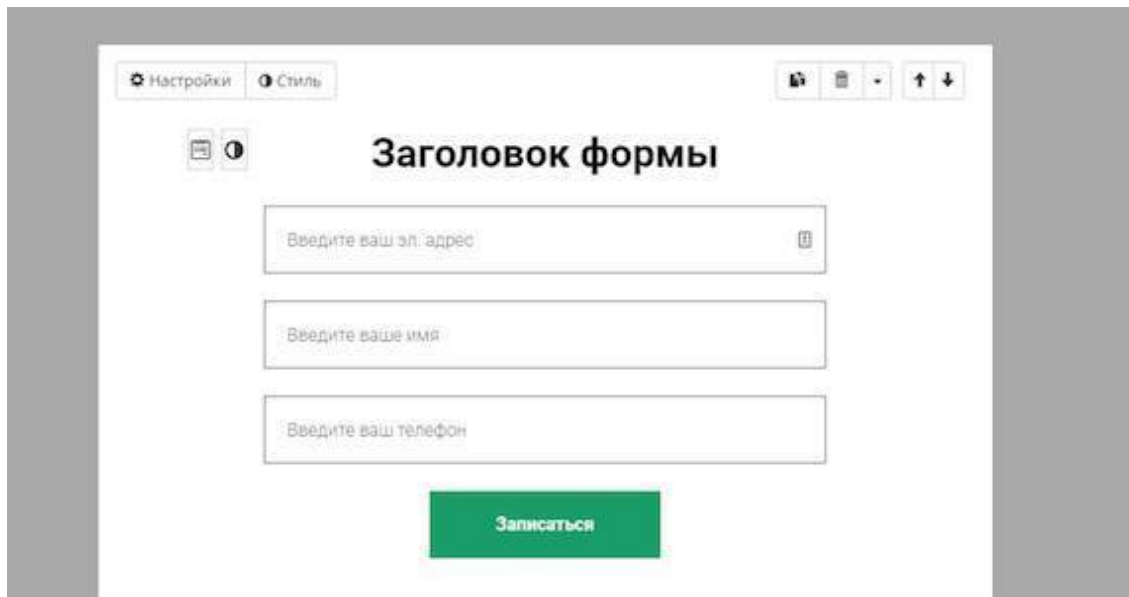 Настройки
Стиль
Заголовок формы
Введите ваш эл. адрес
Введите ваше имя
Введите ваш телефон
Записаться